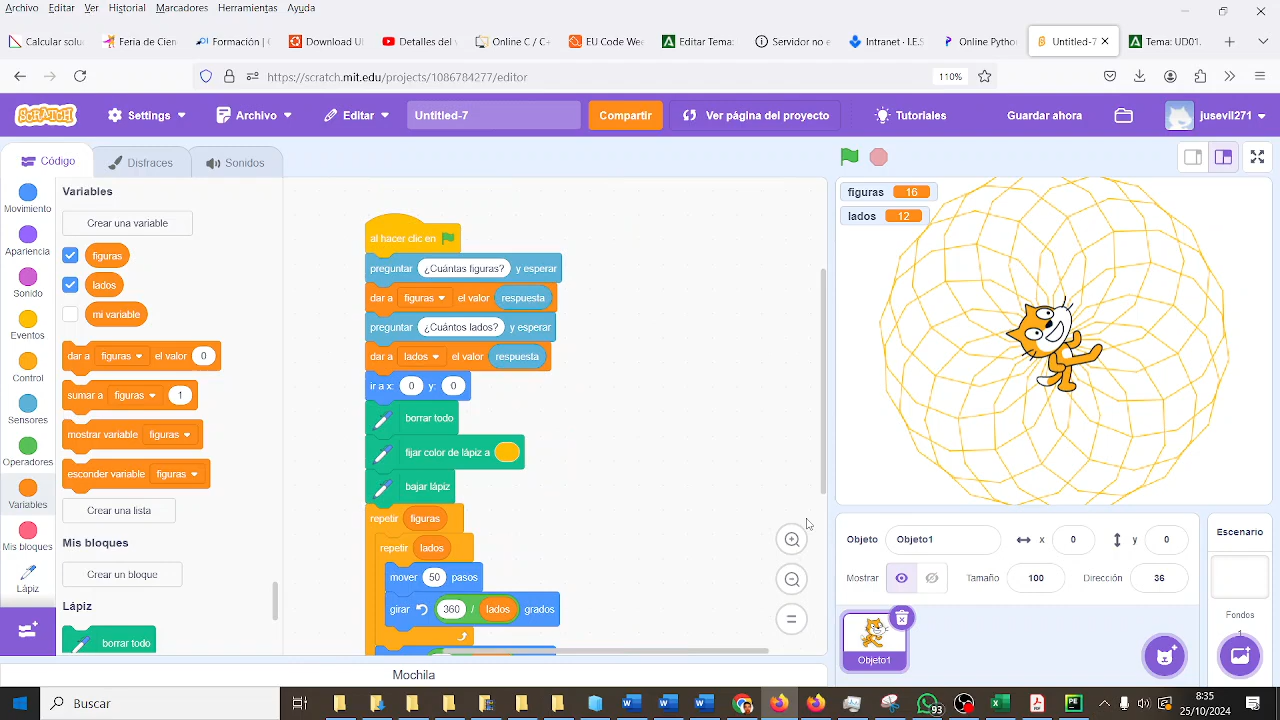 Archivo Editar Ver Historial Marcadores Herramientas Ayuda
Calcular solu
Feria de Cien
Formación | (
Download UI
Detalles del v
Online C / C+
EU Code Wee
Editar Tema:
Servidor no e
Intranet · I.E.S
Online Pytho
Untitled-7
Tema: UD01.
https://scratch.mit.edu/projects/1086784277/editor
110%
SCRATCH
Settings
Archivo
Editar
Untitled-7
Compartir
Ver página del proyecto
Tutoriales
Guardar ahora
jusevil271
Código
Disfraces
Sonidos
Movimiento
Apariencia
Sonido
Eventos
Control
Sensores
Operadores
Variables
Mis bloques
Lápiz
Variables
Crear una variable
figuras
lados
mi variable
dar a figuras el valor 0
sumar a figuras 1
mostrar variable figuras
esconder variable figuras
Crear una lista
Mis bloques
Crear un bloque
Lápiz
borrar todo
al hacer clic en
preguntar ¿Cuántas figuras? y esperar
dar a figuras el valor respuesta
preguntar ¿Cuántos lados? y esperar
dar a lados el valor respuesta
ir a x: 0 y: 0
borrar todo
fijar color de lápiz a
bajar lápiz
repetir figuras
repetir lados
mover 50 pasos
girar 360 / lados grados
figuras 16
lados 12
Objeto Objeto1 x 0 y 0
Mostrar Tamaño 100 Dirección 38
Objeto1
Escenario
Fondos
1
Mochila
Buscar
93
8:35
25/10/2024